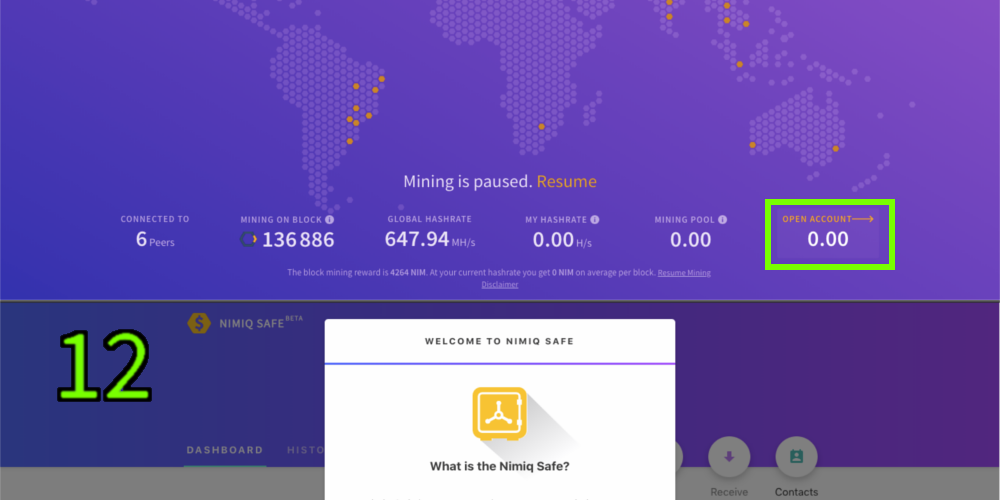 Mining is paused. Resume
CONNECTED TO
6 Peers
MINING ON BLOCK
136 886
GLOBAL HASHRATE
647.94 MH/s
MY HASHRATE
0.00 H/s
MINING POOL
0.00
OPEN ACCOUNT
0.00
The block mining reward is 4264 NIM. At your current hashrate you get 0 NIM on average per block. Resume Mining
Disclaimer
12
NIMIQ SAFE BETA
WELCOME TO NIMIQ SAFE
What is the Nimiq Safe?
DASHBOARD
HISTO
Receive
Contacts